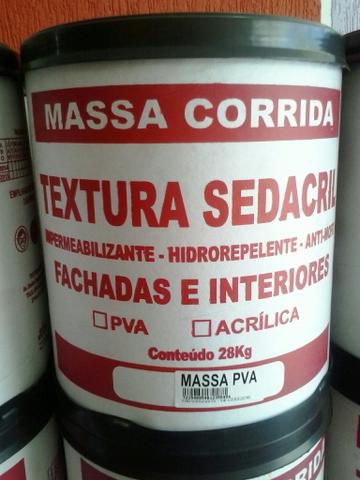 MASSA CORRIDA
TEXTURA SEDACRIL
IMPERMEABILIZANTE - HIDROREPELENTE - ANTI-MOFO
FACHADAS E INTERIORES
PVA
ACRÍLICA
Conteúdo 28Kg
MASSA PVA